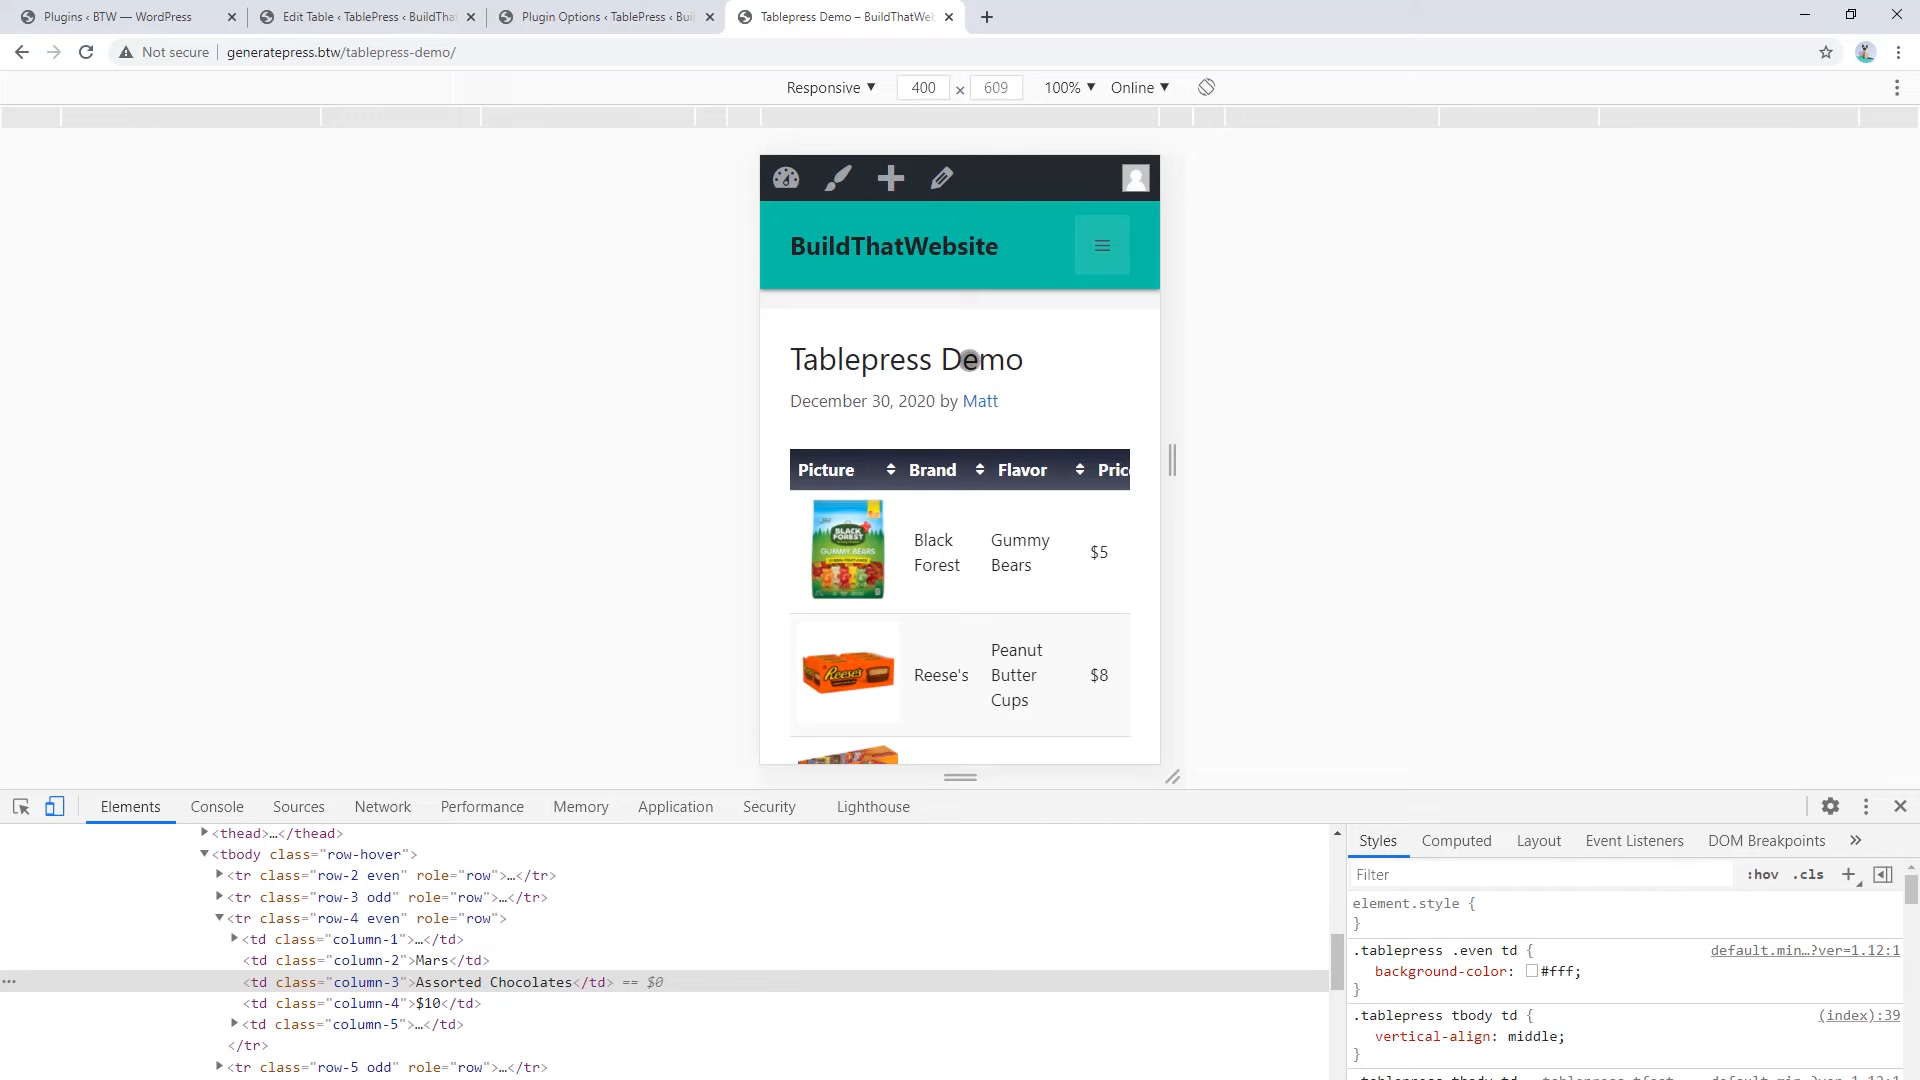 Plugins ‹ BTW — WordPress
Edit Table ‹ TablePress ‹ BuildTha
Plugin Options ‹ TablePress ‹ Bui
Tablepress Demo – BuildThatWe
Not secure
generatepress.btw/tablepress-demo/
Responsive
400
×
609
100%
Online
BuildThatWebsite
Tablepress Demo
December 30, 2020 by Matt
Picture
Brand
Flavor
Pric
BLACK FOREST
GUMMY BEARS
Black
Forest
Gummy
Bears
$5
Reese's
Reese's
Peanut
Butter
Cups
$8
Elements
Console
Sources
Network
Performance
Memory
Application
Security
Lighthouse
<thead>…</thead>
<tbody class="row-hover">
<tr class="row-2 even" role="row">…</tr>
<tr class="row-3 odd" role="row">…</tr>
<tr class="row-4 even" role="row">
<td class="column-1">…</td>
<td class="column-2">Mars</td>
<td class="column-3">Assorted Chocolates</td> == $0
<td class="column-4">$10</td>
<td class="column-5">…</td>
</tr>
<tr class="row-5 odd" role="row">…</tr>
Styles
Computed
Layout
Event Listeners
DOM Breakpoints
Filter
:hov
.cls
element.style {
}
.tablepress .even td {
default.min…?ver=1.12:1
background-color: #fff;
}
.tablepress tbody td {
(index):39
vertical-align: middle;
}